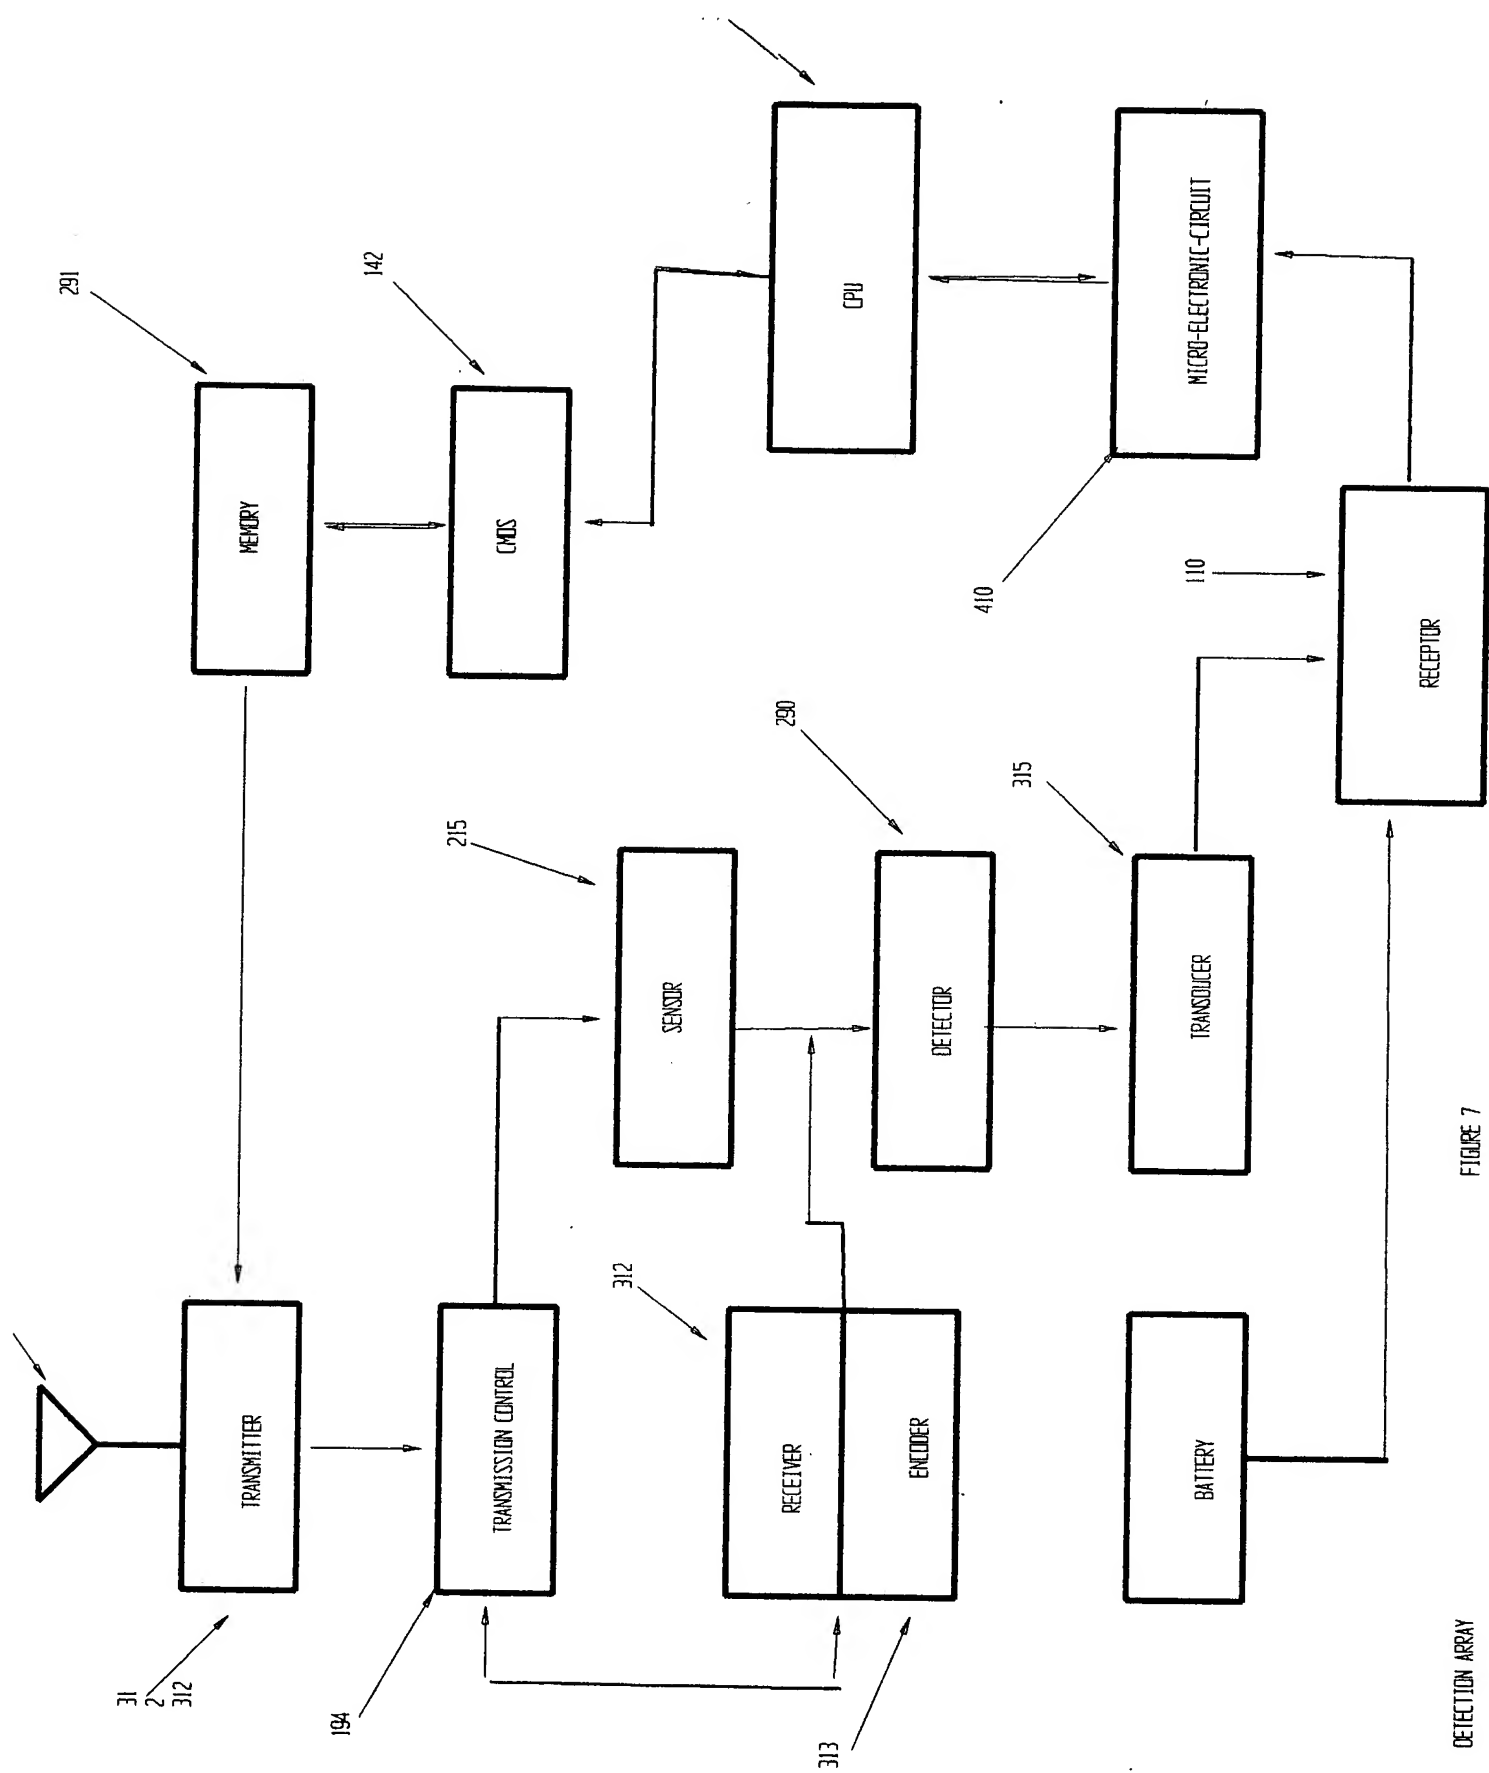 291
142
MEMORY
CMOS
CPU
MICRO-ELECTRONIC-CIRCUIT
410
110
RECEPTOR
215
290
315
SENSOR
DETECTOR
TRANSDUCER
312
TRANSMITTER
TRANSMISSION CONTROL
RECEIVER
ENCODER
BATTERY
31
2
312
194
313
DETECTION ARRAY
FIGURE 7